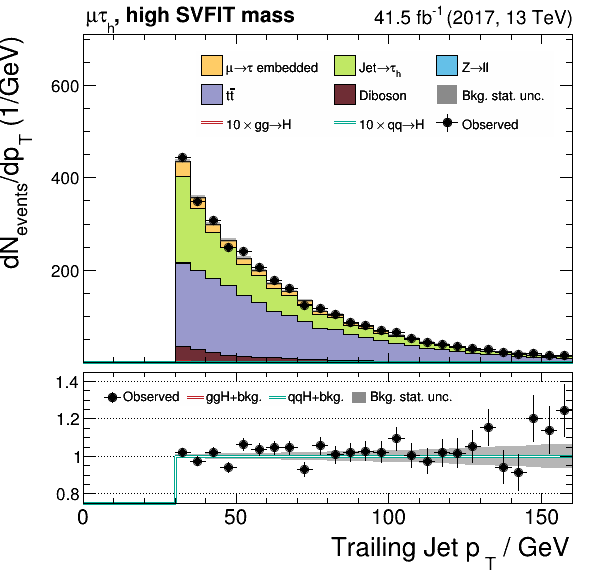 μτh, high SVFIT mass 41.5 fb-1 (2017, 13 TeV)
dNevents/dpT (1/GeV)
600
400
200
μ→τ embedded Jet→τh Z→ll
tt̄ Diboson Bkg. stat. unc.
10 × gg→H 10 × qq→H Observed
1.4
1.2
1
0.8
Observed ggH+bkg. qqH+bkg. Bkg. stat. unc.
0 50 100 150
Trailing Jet pT / GeV